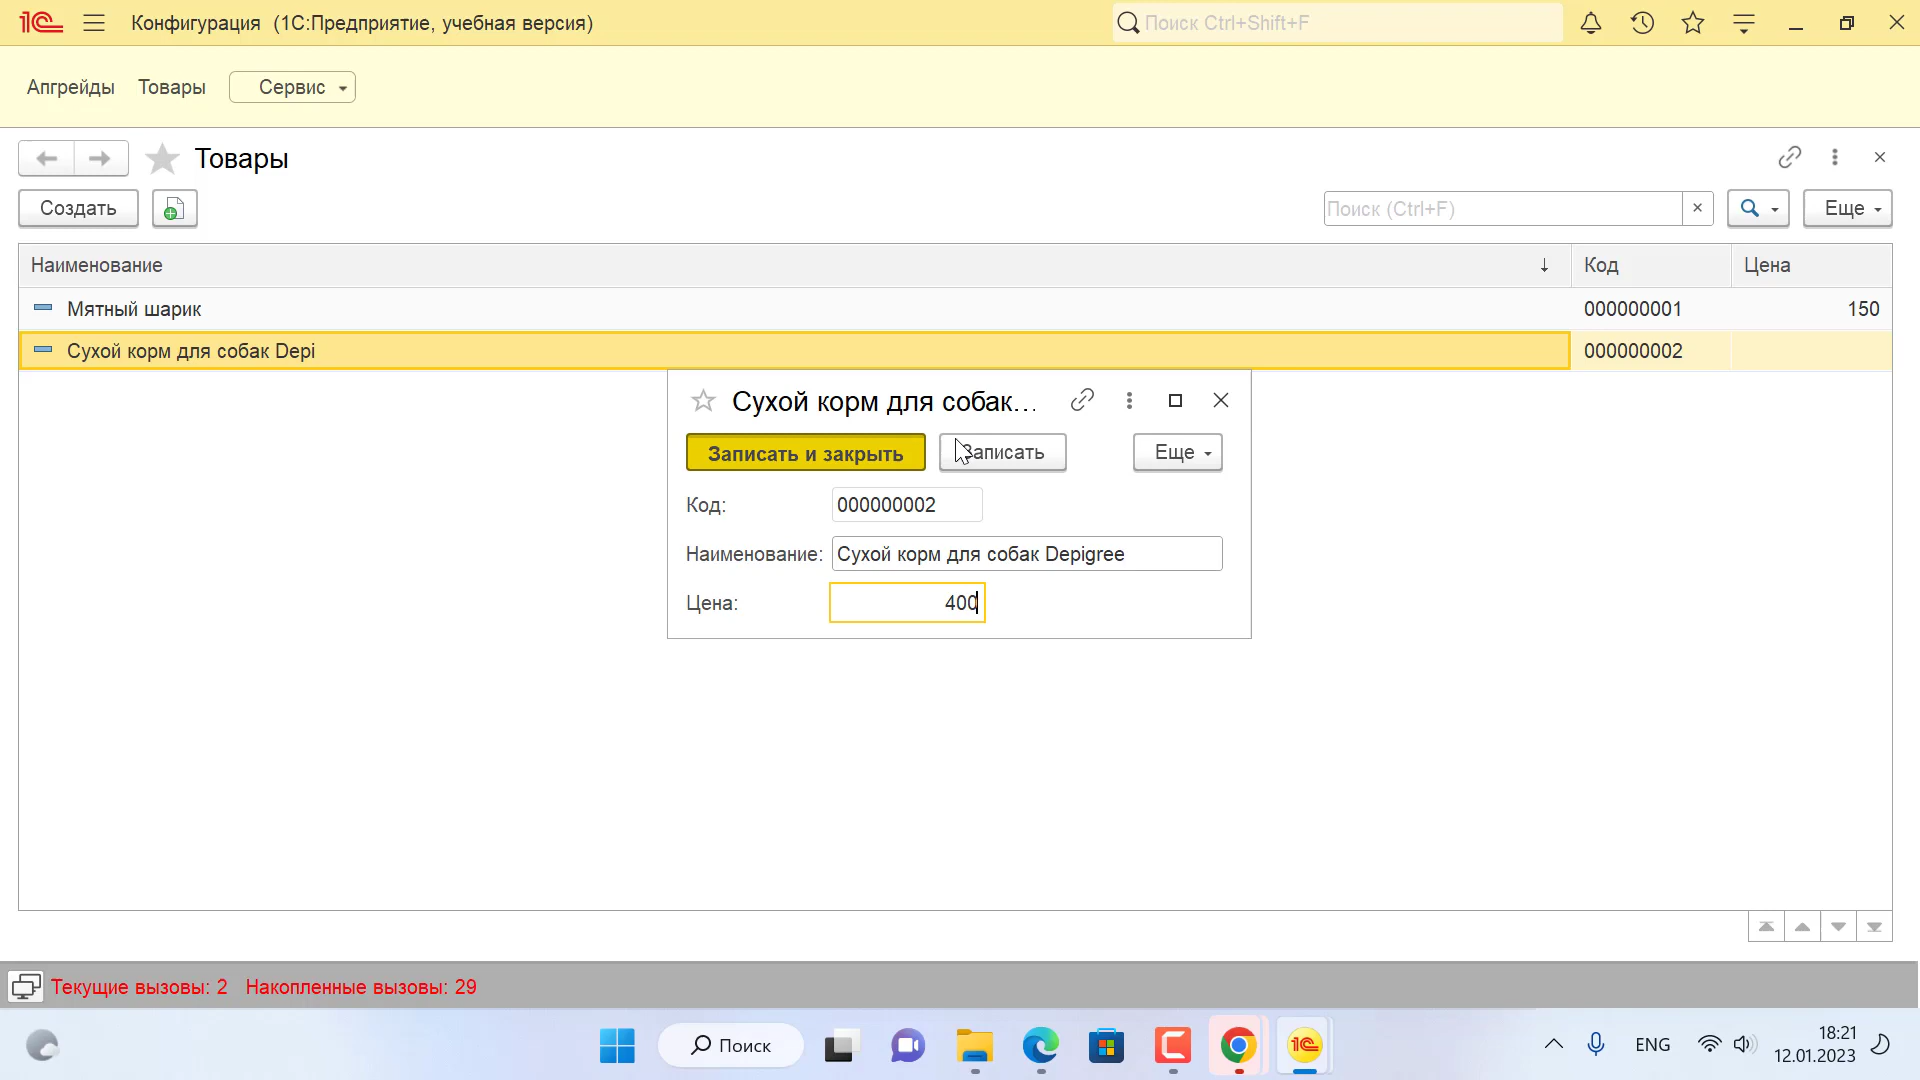 1С Конфигурация (1С:Предприятие, учебная версия) Поиск Ctrl+Shift+F
Апгрейды Товары Сервис
Товары
Создать Поиск (Ctrl+F) × Еще
Наименование ↓ Код Цена
Мятный шарик 000000001 150
Сухой корм для собак Depi 000000002
Сухой корм для собак...
Записать и закрыть Записать Еще
Код: 000000002
Наименование: Сухой корм для собак Depigree
Цена: 400
Текущие вызовы: 2 Накопленные вызовы: 29
Поиск 1С ENG 18:21
12.01.2023